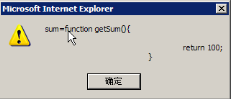 Microsoft Internet Explorer
sum=function getSum(){
return 100;
}
确定